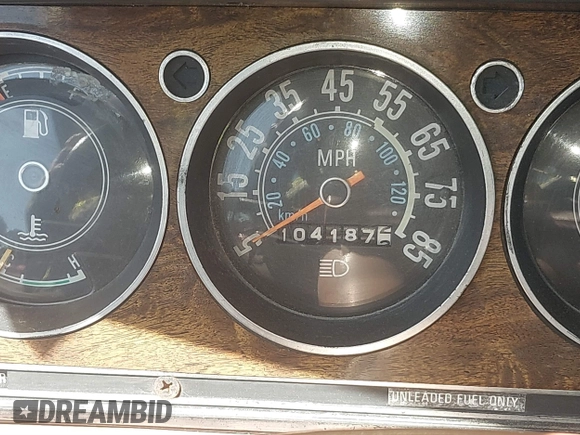 E
H
5 15 25 35 45 55 65 75 85
20 40 60 80 100 120
MPH
km/h
UNLEADED FUEL ONLY
DREAMBID